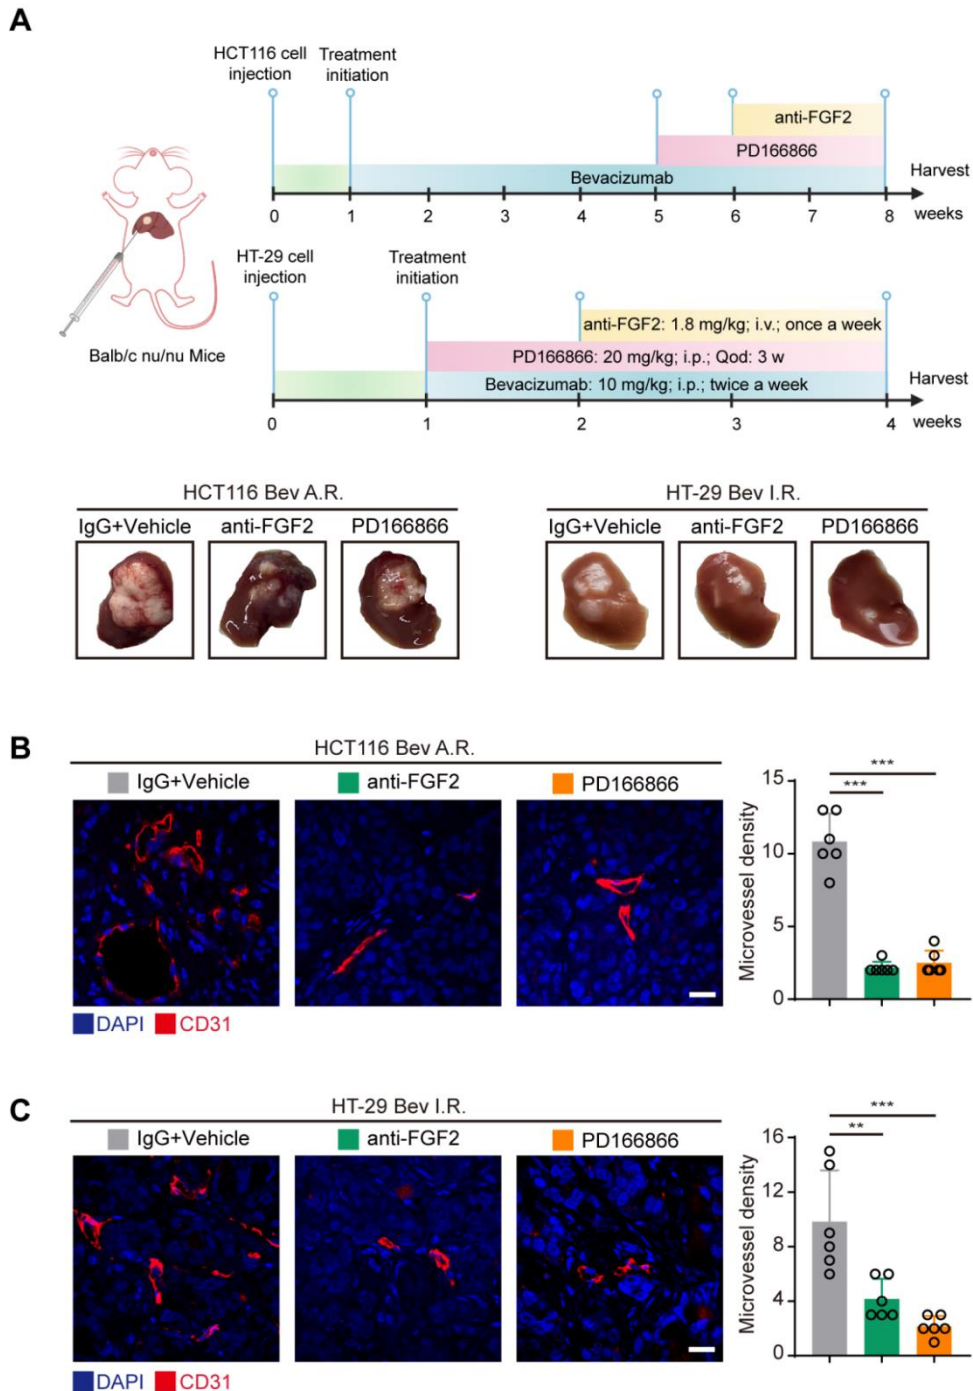 A
HCT116 cell injection
Treatment initiation
anti-FGF2
PD166866
Bevacizumab
Harvest
0 1 2 3 4 5 6 7 8 weeks
HT-29 cell injection
Treatment initiation
anti-FGF2: 1.8 mg/kg; i.v.; once a week
PD166866: 20 mg/kg; i.p.; Qod: 3 w
Bevacizumab: 10 mg/kg; i.p.; twice a week
Harvest
0 1 2 3 4 weeks
Balb/c nu/nu Mice
HCT116 Bev A.R.
IgG+Vehicle anti-FGF2 PD166866
HT-29 Bev I.R.
IgG+Vehicle anti-FGF2 PD166866
B
HCT116 Bev A.R.
IgG+Vehicle anti-FGF2 PD166866
DAPI CD31
Microvessel density
15
10
5
0
***
***
C
HT-29 Bev I.R.
IgG+Vehicle anti-FGF2 PD166866
DAPI CD31
Microvessel density
16
12
8
4
0
***
**